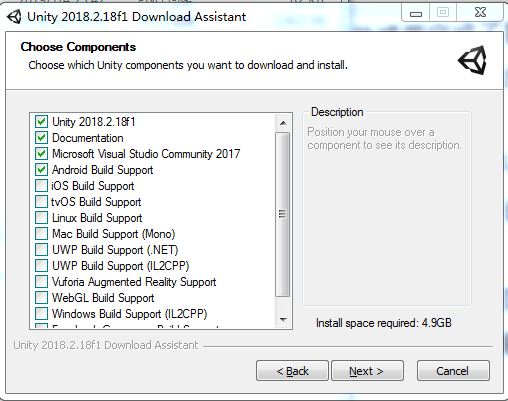 Unity 2018.2.18f1 Download Assistant
Choose Components
Choose which Unity components you want to download and install.
Unity 2018.2.18f1
Documentation
Microsoft Visual Studio Community 2017
Android Build Support
iOS Build Support
tvOS Build Support
Linux Build Support
Mac Build Support (Mono)
UWP Build Support (.NET)
UWP Build Support (IL2CPP)
Vuforia Augmented Reality Support
WebGL Build Support
Windows Build Support (IL2CPP)
Description
Position your mouse over a
component to see its description.
Install space required: 4.9GB
Unity 2018.2.18f1 Download Assistant
< Back
Next >
Cancel